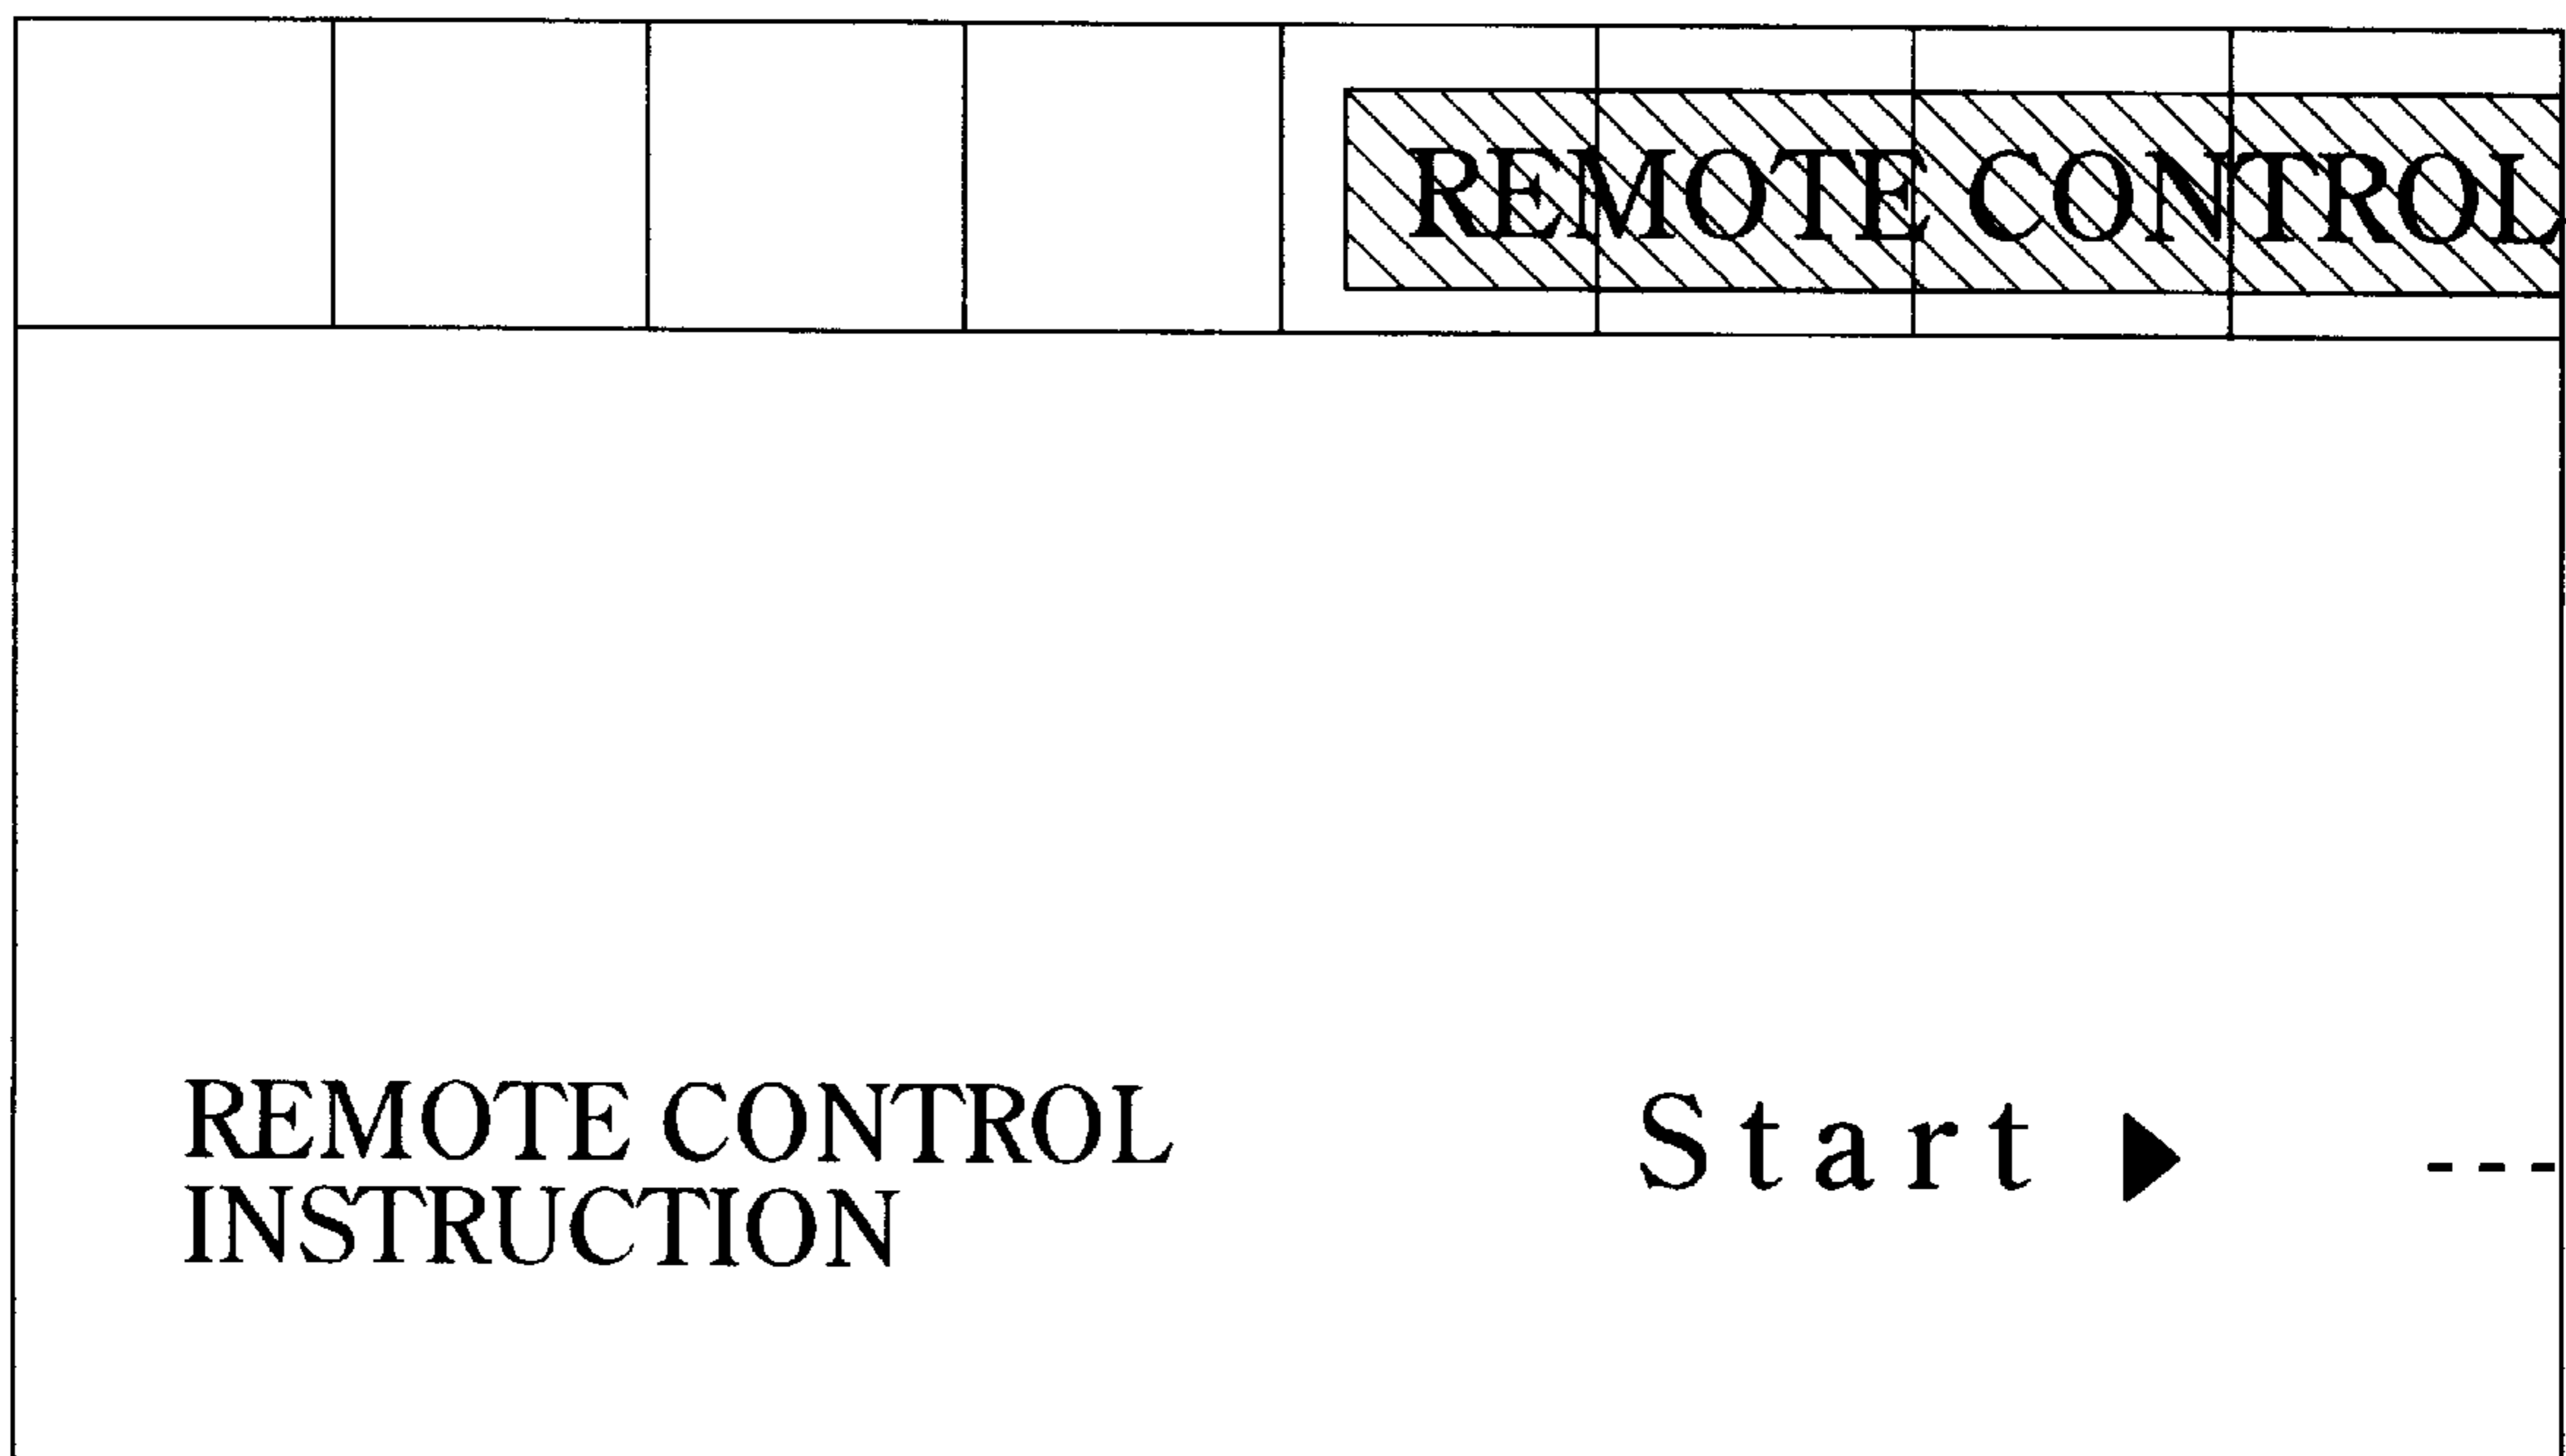 REMOTE CONTROL
REMOTE CONTROL Start ▶ ---
INSTRUCTION